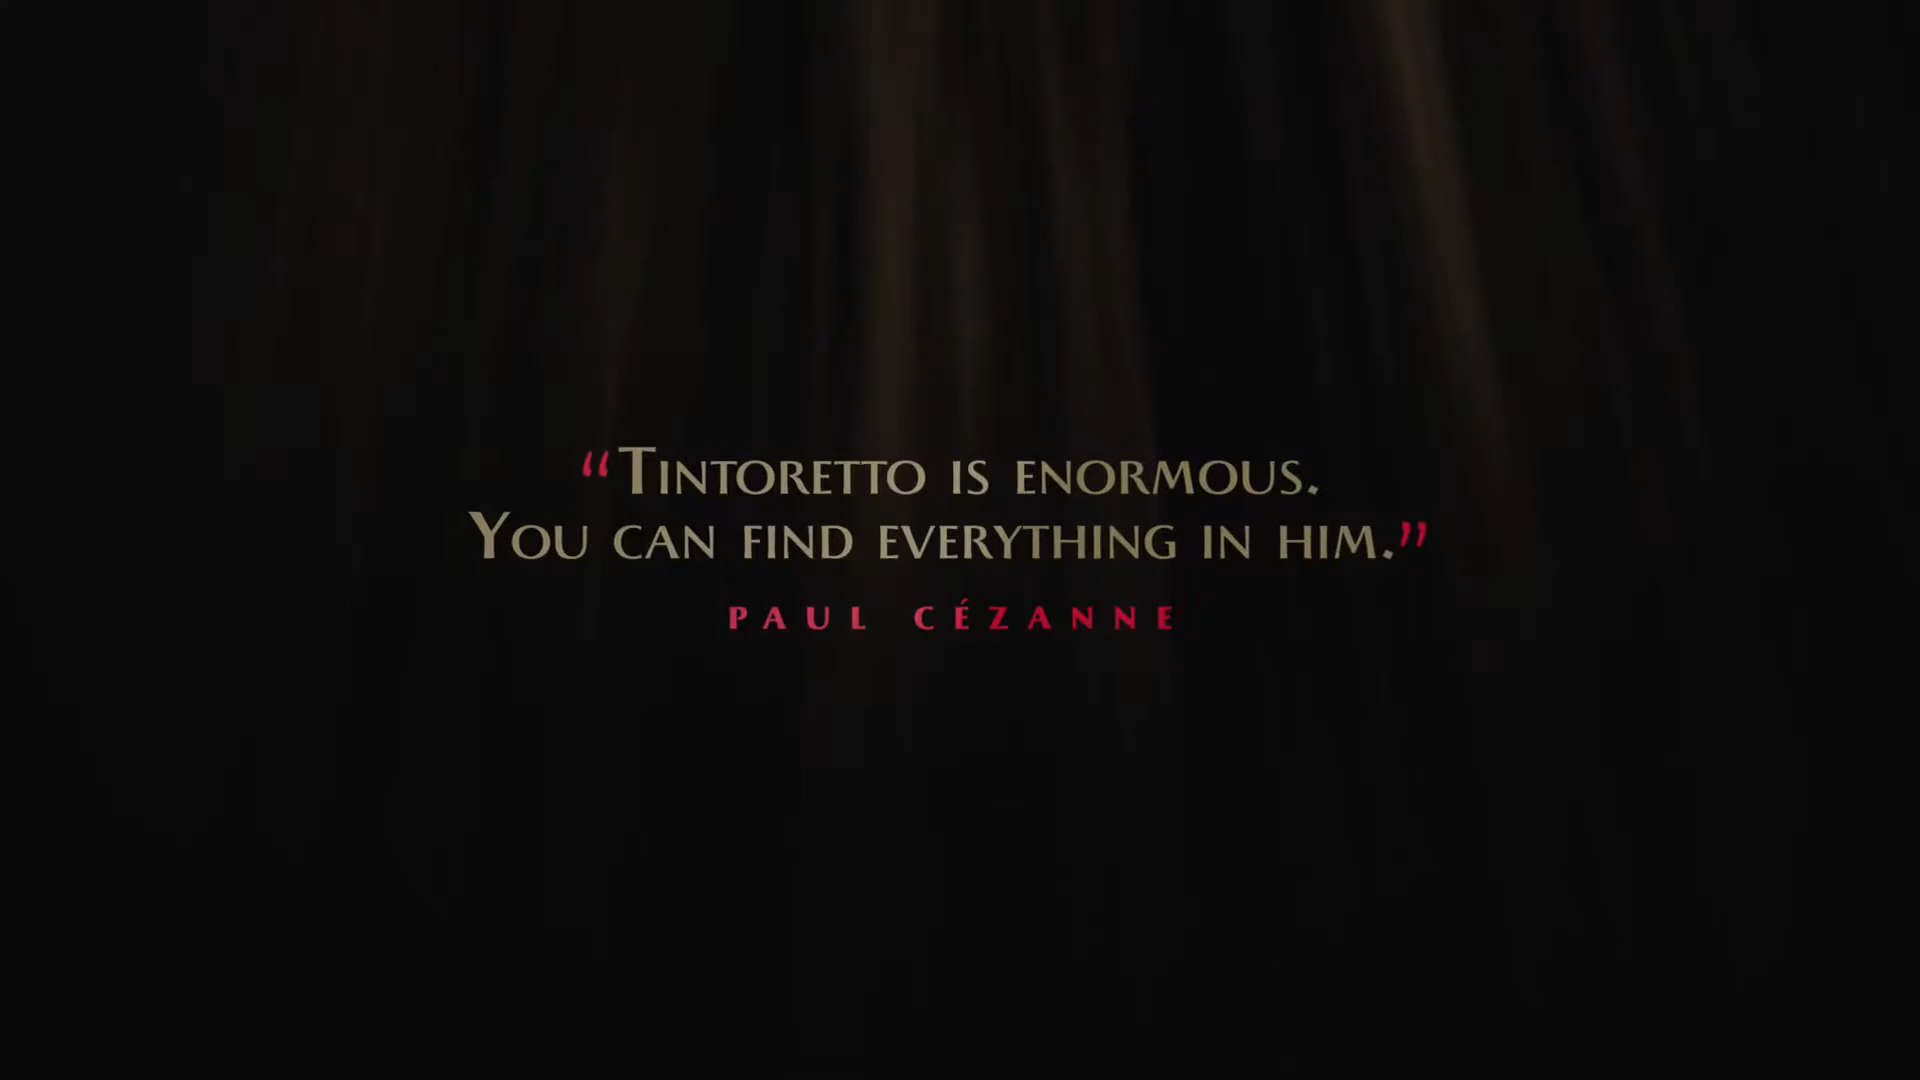 “Tintoretto is enormous.
You can find everything in him.”
PAUL CÉZANNE